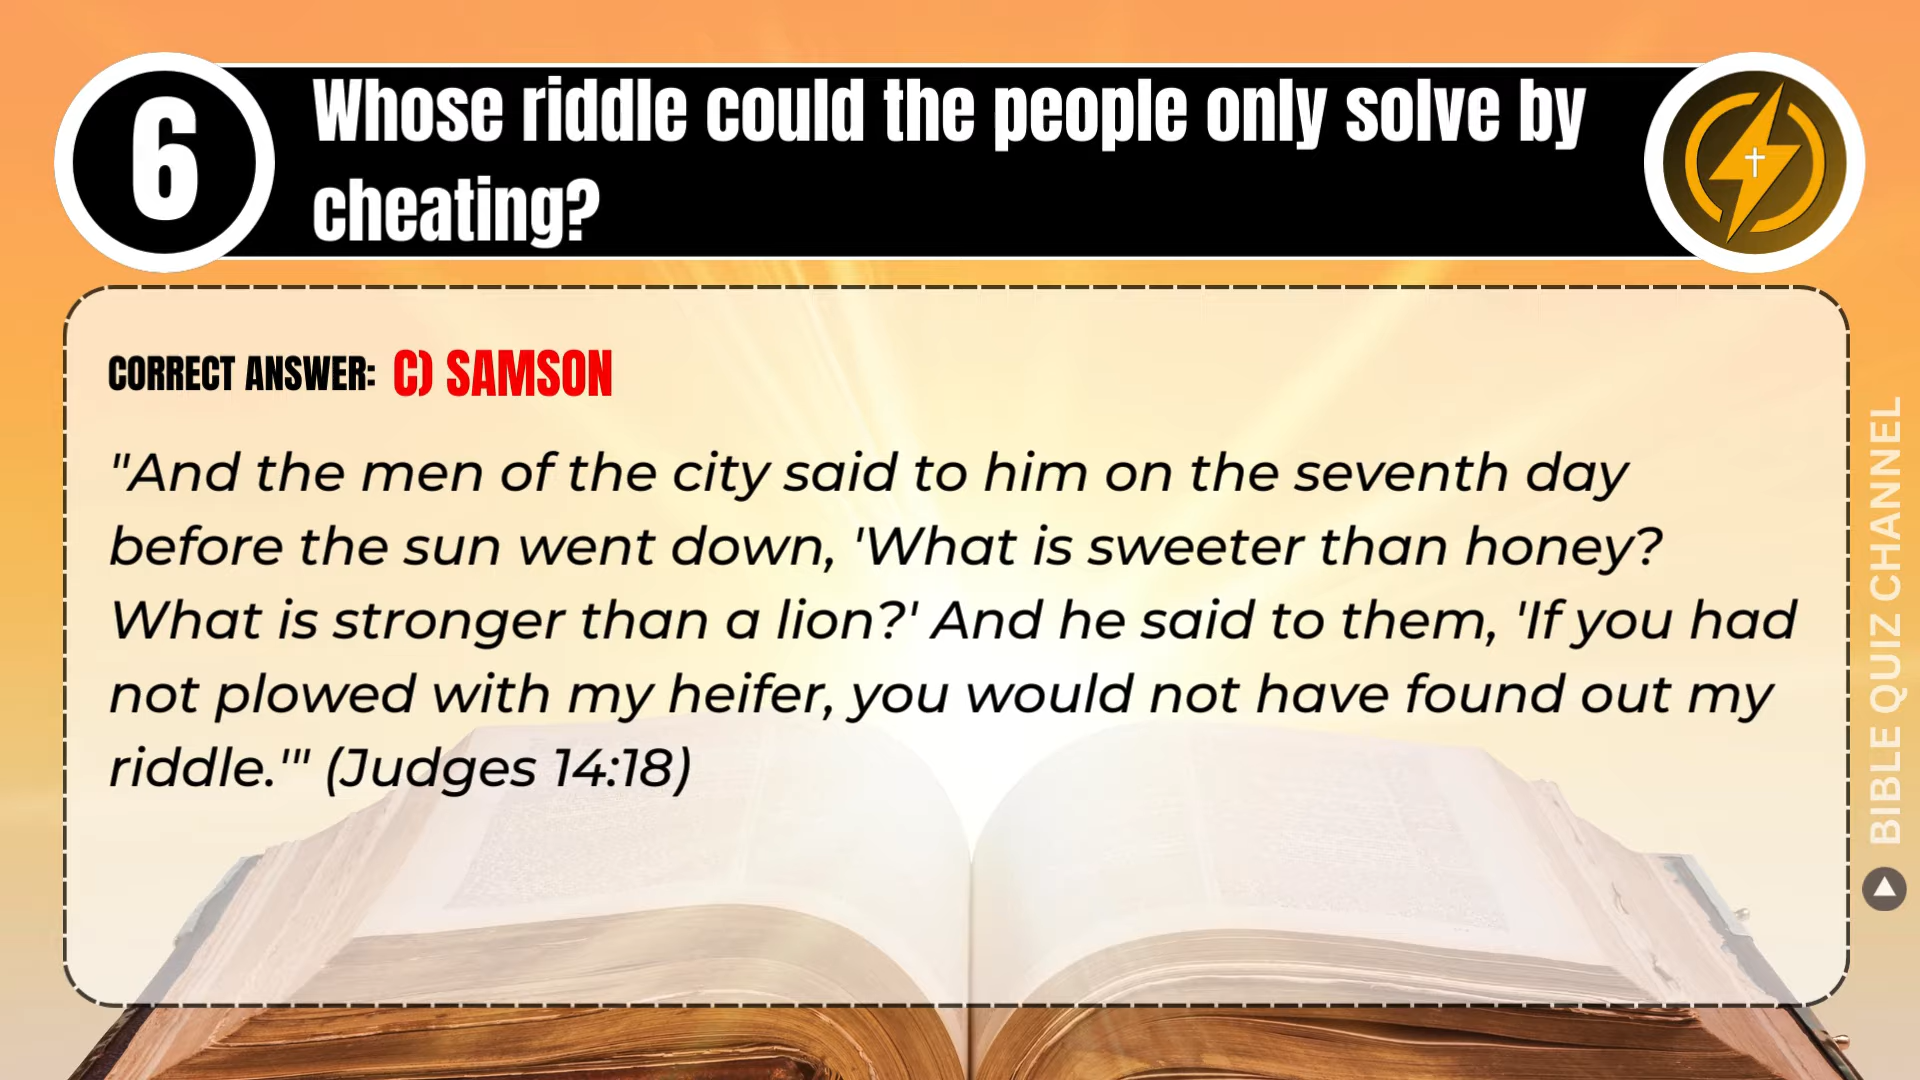 6
Whose riddle could the people only solve by
cheating?
CORRECT ANSWER: C) SAMSON
"And the men of the city said to him on the seventh day
before the sun went down, 'What is sweeter than honey?
What is stronger than a lion?' And he said to them, 'If you had
not plowed with my heifer, you would not have found out my
riddle.'" (Judges 14:18)
BIBLE QUIZ CHANNEL